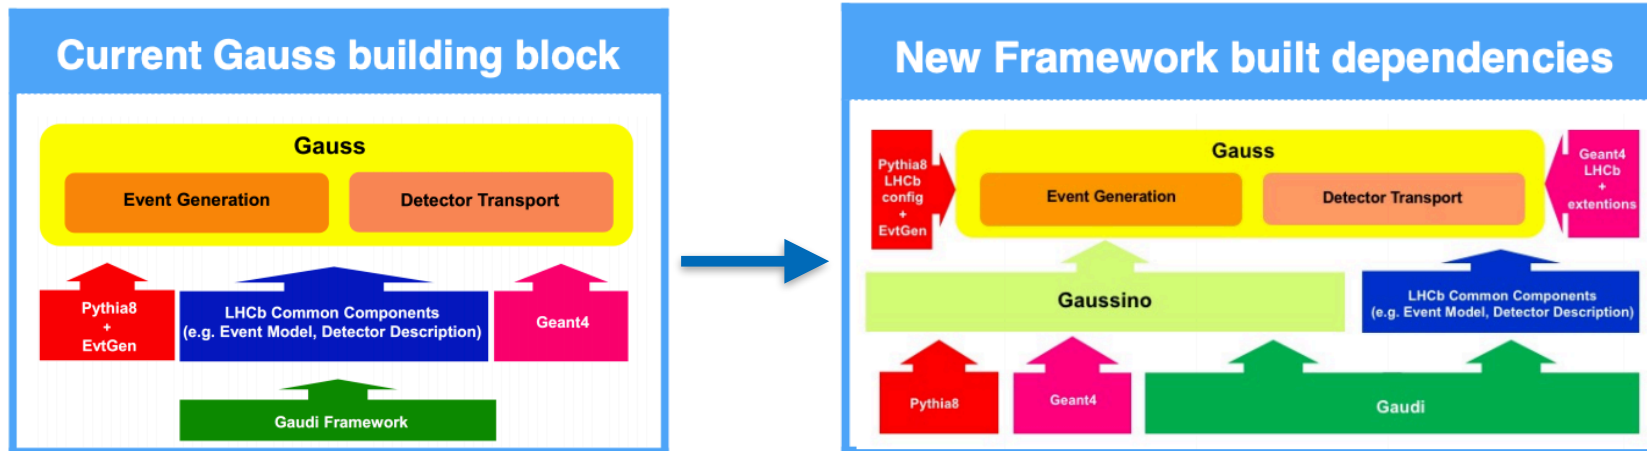 Current Gauss building block
Gauss
Event Generation
Detector Transport
Pythia8
+
EvtGen
LHCb Common Components
(e.g. Event Model, Detector Description)
Geant4
Gaudi Framework
New Framework built dependencies
Pythia8
LHCb
config
+
EvtGen
Gauss
Event Generation
Detector Transport
Geant4
LHCb
+
extentions
Gaussino
LHCb Common Components
(e.g. Event Model, Detector Description)
Pythia8
Geant4
Gaudi